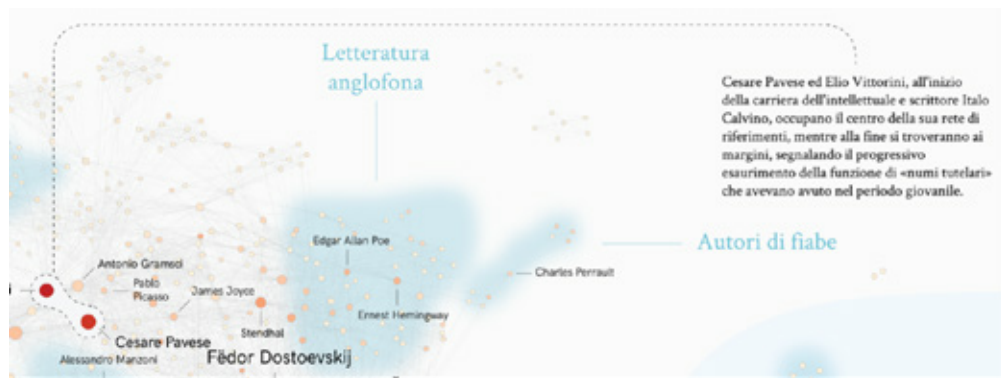 Letteratura
anglofona
Cesare Pavese ed Elio Vittorini, all'inizio
della carriera dell'intellettuale e scrittore Italo
Calvino, occupano il centro della sua rete di
riferimenti, mentre alla fine si troveranno ai
margini, segnalando il progressivo
esaurimento della funzione di «numi tutelari»
che avevano avuto nel periodo giovanile.
Autori di fiabe
Edgar Allan Poe
Antonio Gramsci
Charles Perrault
Pablo
Picasso
James Joyce
Ernest Hemingway
Stendhal
Cesare Pavese
Alessandro Manzoni
Fëdor Dostoevskij